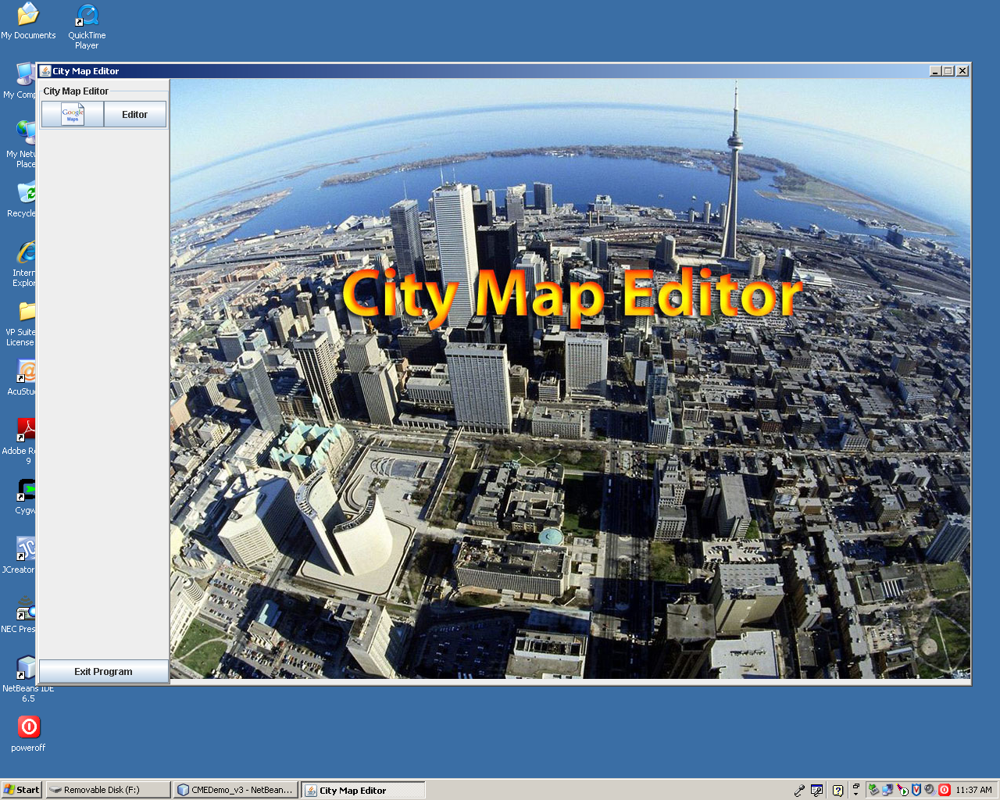 My Documents
QuickTime
Player
City Map Editor
City Map Editor
My Comp
Google
Maps
Editor
My Netw
Place
Recycle
Intern
Explor
City Map Editor
VP Suite
License
AcuStu
Adobe R
9
Cygw
JCreator
NEC Pres
Exit Program
NetBeans IDE
6.5
poweroff
Start
Removable Disk (F:)
CMEDemo_v3 - NetBean...
City Map Editor
11:37 AM